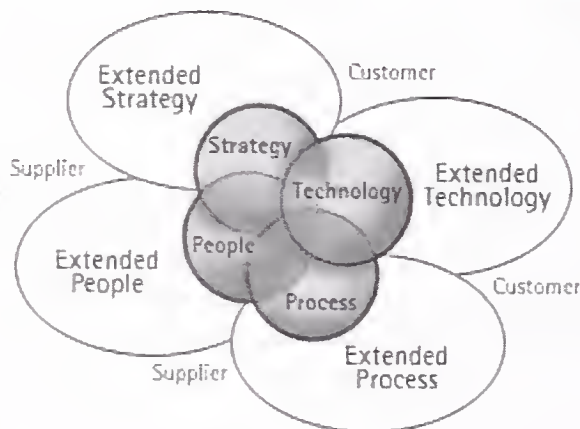 Extended
Strategy
Customer
Strategy
Supplier
Technology
Extended
Technology
People
Extended
People
Process
Customer
Supplier
Extended
Process